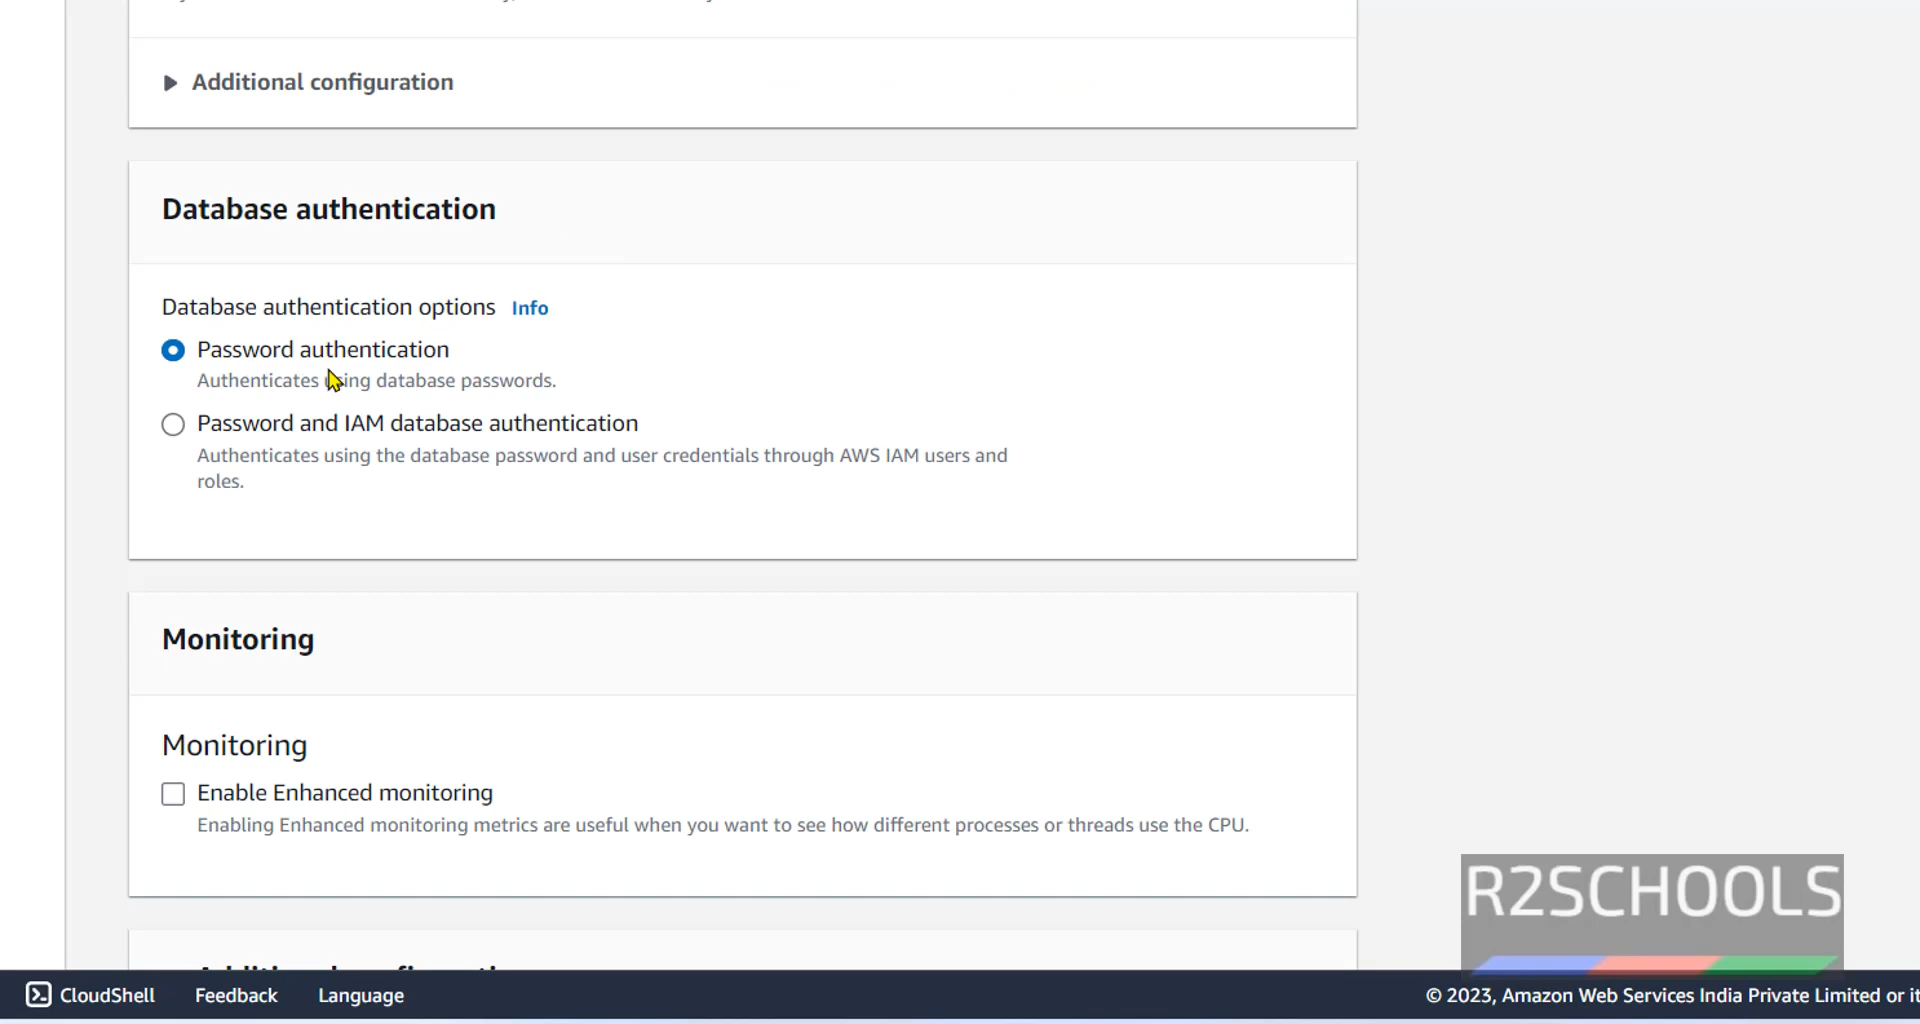 Additional configuration
Database authentication
Database authentication options Info
Password authentication
Authenticates using database passwords.
Password and IAM database authentication
Authenticates using the database password and user credentials through AWS IAM users and
roles.
Monitoring
Monitoring
Enable Enhanced monitoring
Enabling Enhanced monitoring metrics are useful when you want to see how different processes or threads use the CPU.
R2SCHOOLS
CloudShell Feedback Language © 2023, Amazon Web Services India Private Limited or it